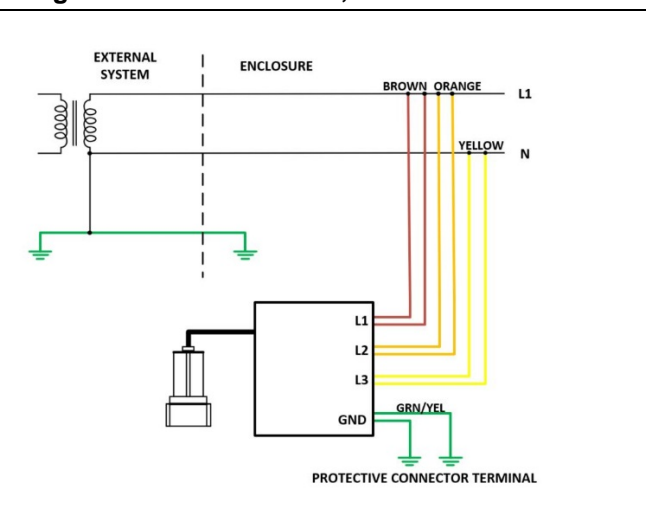 EXTERNAL
SYSTEM
ENCLOSURE
BROWN ORANGE
L1
YELLOW
N
L1
L2
L3
GRN/YEL
GND
PROTECTIVE CONNECTOR TERMINAL